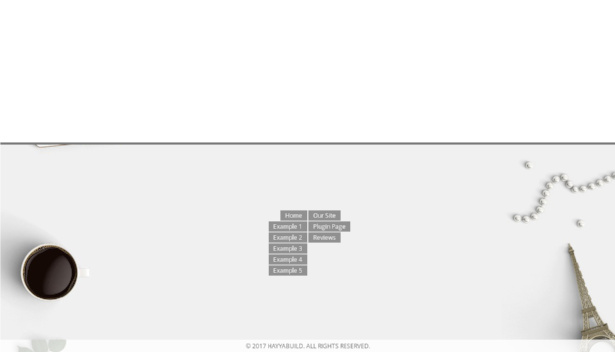 Home Our Site
Example 1 Plugin Page
Example 2 Reviews
Example 3
Example 4
Example 5
© 2017 HAYYABUILD. ALL RIGHTS RESERVED.